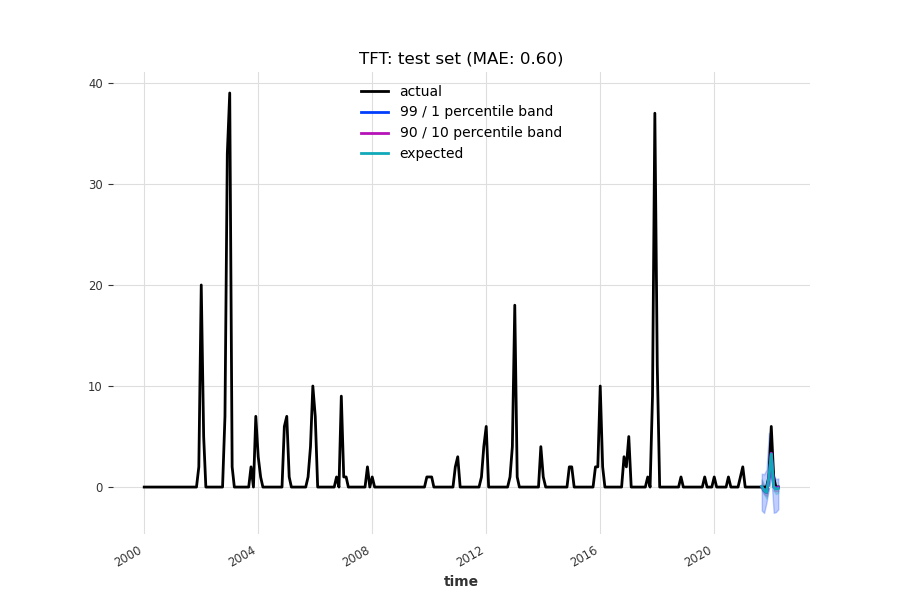 TFT: test set (MAE: 0.60)
actual
99 / 1 percentile band
90 / 10 percentile band
expected
40
30
20
10
0
2000
2004
2008
2012
2016
2020
time